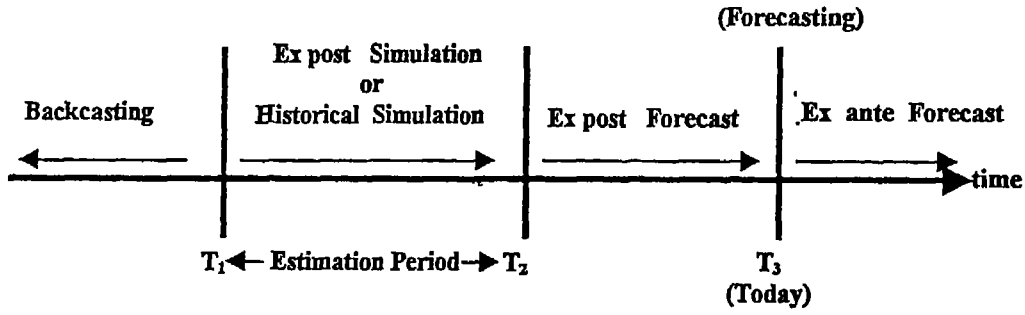 (Forecasting)
Ex post Simulation
or
Historical Simulation
Backcasting
Ex post Forecast
Ex ante Forecast
time
T₁ Estimation Period T₂
T₃
(Today)